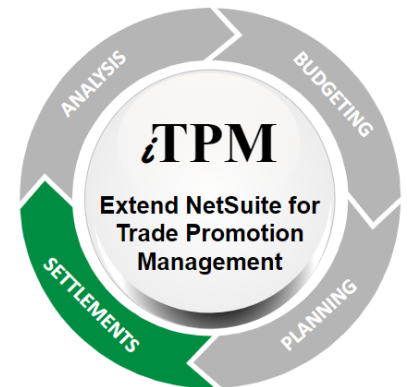 ANALYSIS
BUDGETING
iTPM
Extend NetSuite for
Trade Promotion
Management
SETTLEMENTS
PLANNING